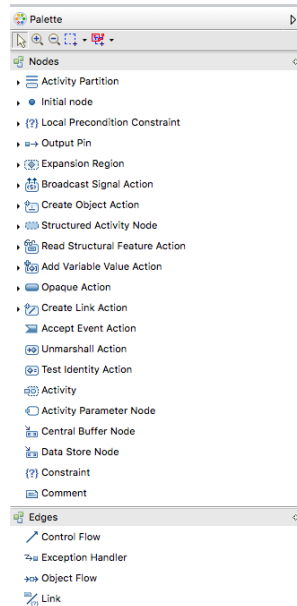 Palette
Nodes
Activity Partition
Initial node
{?} Local Precondition Constraint
Output Pin
Expansion Region
Broadcast Signal Action
Create Object Action
Structured Activity Node
Read Structural Feature Action
Add Variable Value Action
Opaque Action
Create Link Action
Accept Event Action
Unmarshall Action
Test Identity Action
Activity
Activity Parameter Node
Central Buffer Node
Data Store Node
{?} Constraint
Comment
Edges
Control Flow
Exception Handler
Object Flow
Link